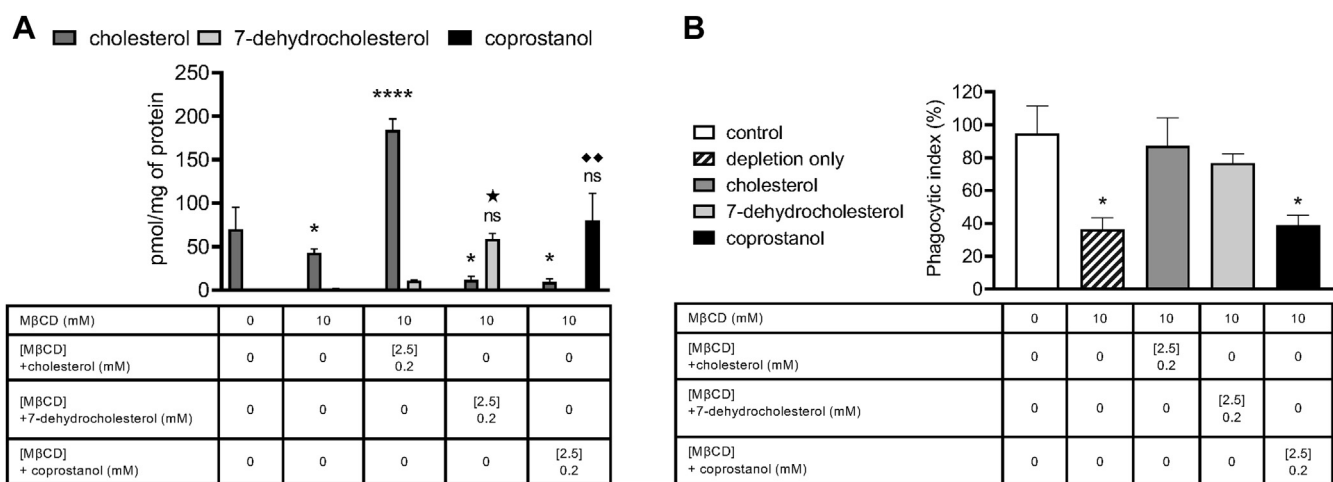 A
cholesterol 7-dehydrocholesterol coprostanol
pmol/mg of protein
250
200
150
100
50
0
*
****
*
★
ns
*
◆◆
ns
MβCD (mM) 0 10 10 10 10
[MβCD]
+cholesterol (mM) 0 0 [2.5] 0 0
0.2
[MβCD]
+7-dehydrocholesterol (mM) 0 0 0 [2.5] 0
0.2
[MβCD]
+ coprostanol (mM) 0 0 0 0 [2.5]
0.2
B
control
depletion only
cholesterol
7-dehydrocholesterol
coprostanol
Phagocytic index (%)
120
100
80
60
40
20
0
*
*
MβCD (mM) 0 10 10 10 10
[MβCD]
+cholesterol (mM) 0 0 [2.5] 0 0
0.2
[MβCD]
+7-dehydrocholesterol (mM) 0 0 0 [2.5] 0
0.2
[MβCD]
+ coprostanol (mM) 0 0 0 0 [2.5]
0.2